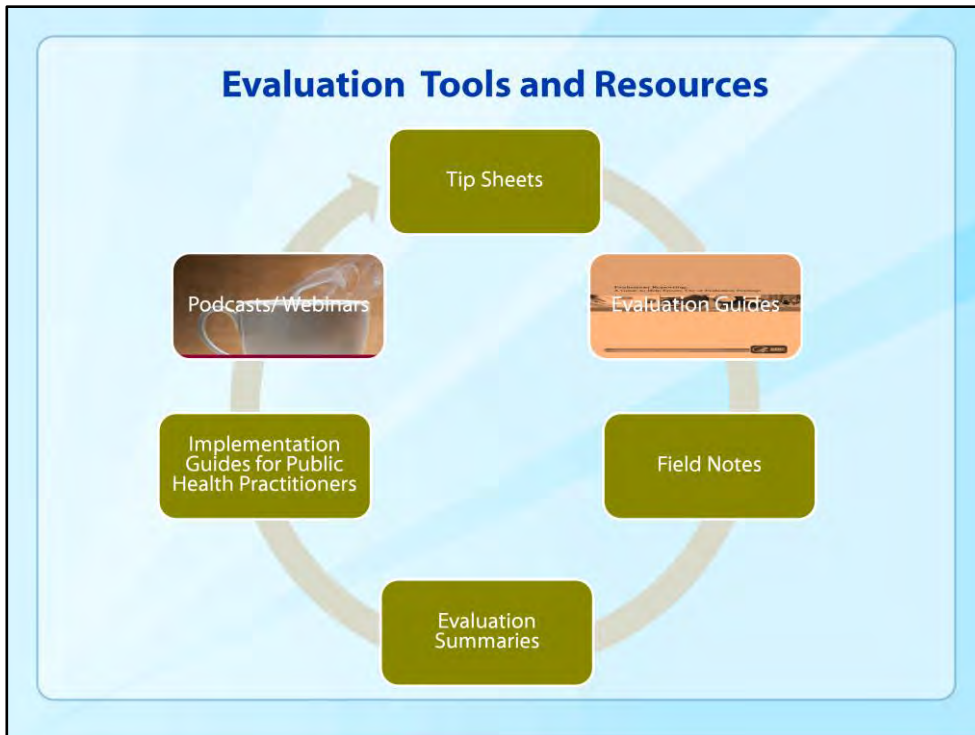 Evaluation Tools and Resources
Tip Sheets
Podcasts/ Webinars
Evaluation Guides
Implementation
Guides for Public
Health Practitioners
Field Notes
Evaluation
Summaries